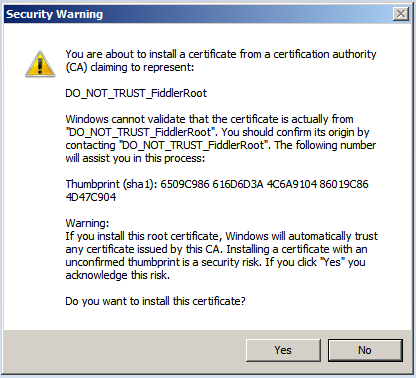 Security Warning
You are about to install a certificate from a certification authority
(CA) claiming to represent:
DO_NOT_TRUST_FiddlerRoot
Windows cannot validate that the certificate is actually from
"DO_NOT_TRUST_FiddlerRoot". You should confirm its origin by
contacting "DO_NOT_TRUST_FiddlerRoot". The following number
will assist you in this process:
Thumbprint (sha1): 6509C986 616D6D3A 4C6A9104 86019C86
4D47C904
Warning:
If you install this root certificate, Windows will automatically trust
any certificate issued by this CA. Installing a certificate with an
unconfirmed thumbprint is a security risk. If you click "Yes" you
acknowledge this risk.
Do you want to install this certificate?
Yes No